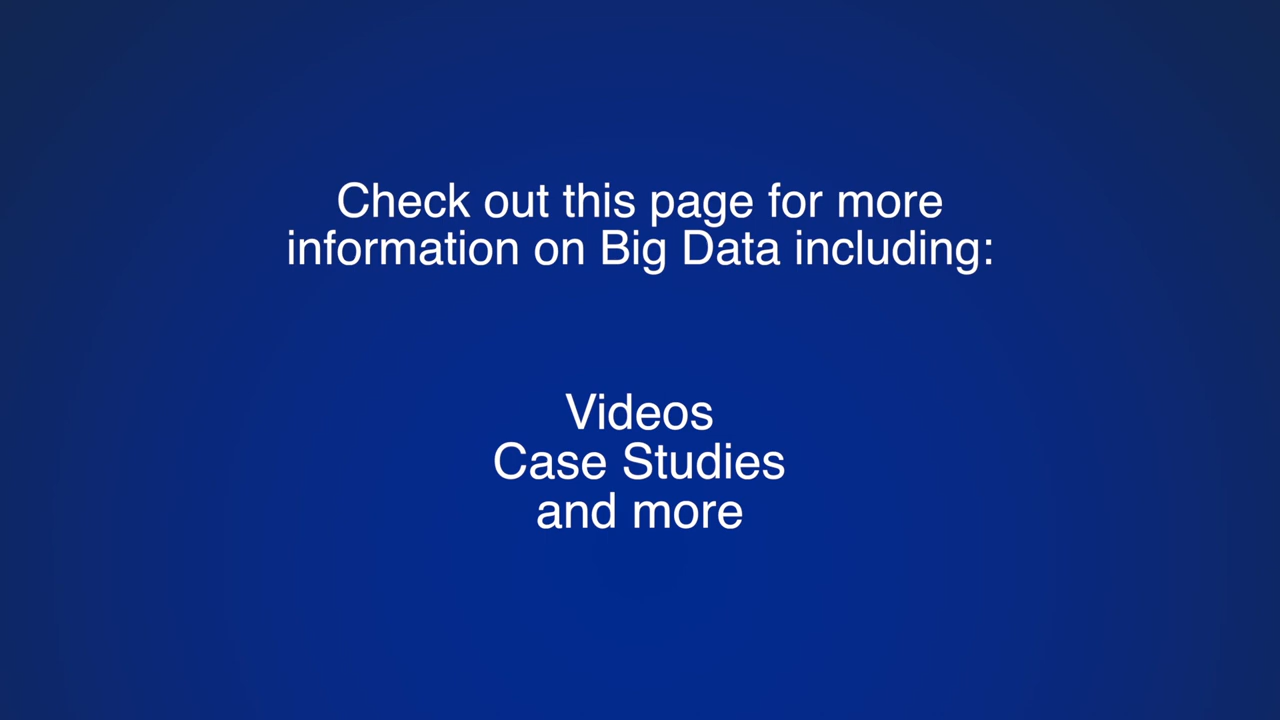 Check out this page for more
information on Big Data including:
Videos
Case Studies
and more